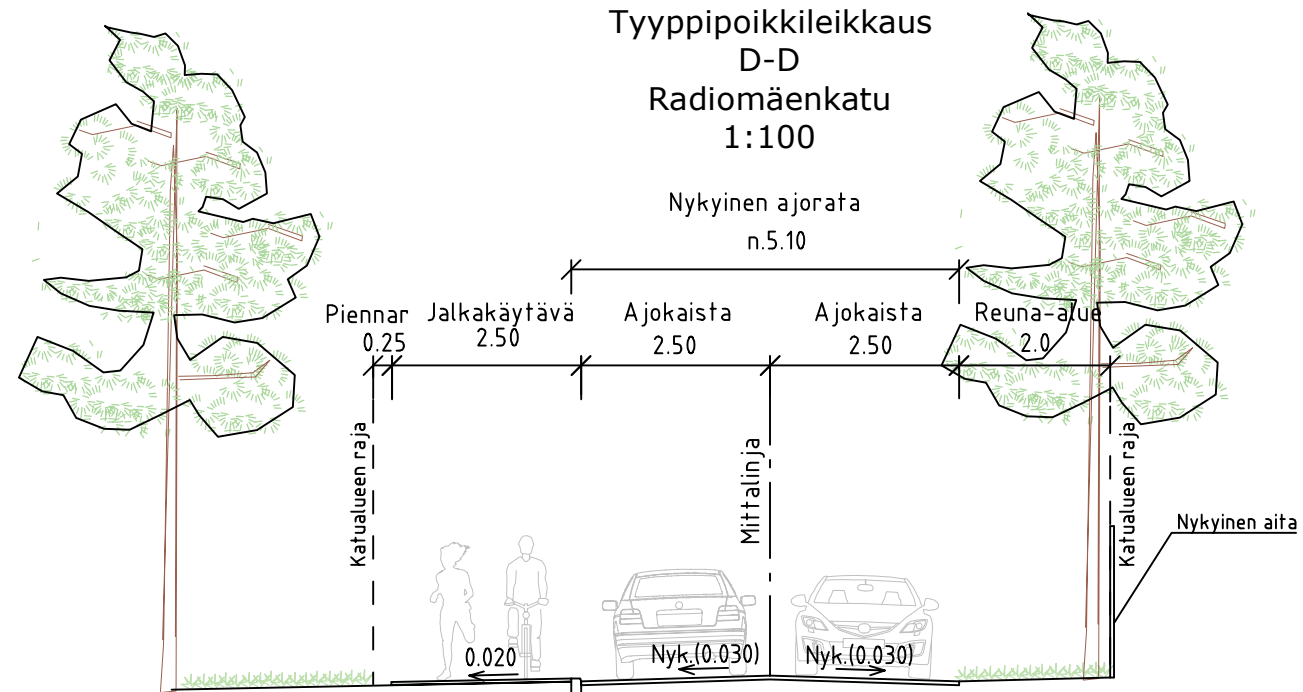 Tyyppipoikkileikkaus
D-D
Radiomäenkatu
1:100
Nykyinen ajorata
n.5.10
Piennar
0.25
Jalkakäytävä
2.50
Ajokaista
2.50
Ajokaista
2.50
Reuna-alue
2.0
Katualueen raja
Mittalinja
Katualueen raja
Nykyinen aita
0.020
Nyk.(0.030)
Nyk.(0.030)